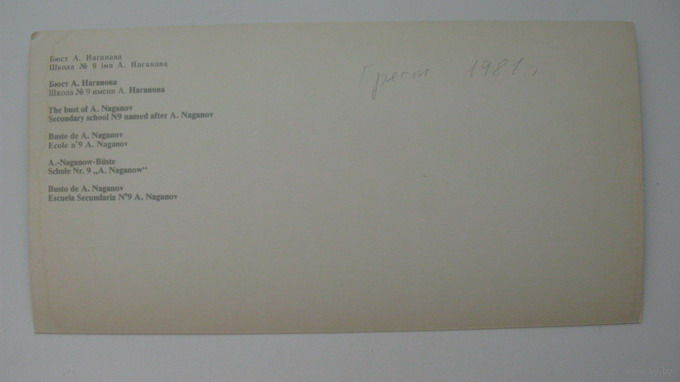 Бюст А. Наганова
Школа № 9 імя А. Наганова
Бюст А. Наганова
Школа № 9 имени А. Наганова
The bust of A. Naganov
Secondary school N9 named after A. Naganov
Buste de A. Naganov
Ecole n°9 A. Naganov
A.-Naganow-Büste
Schule Nr. 9 „A. Naganow“
Busto de A. Naganov
Escuela Secundaria N°9 A. Naganov
1981.